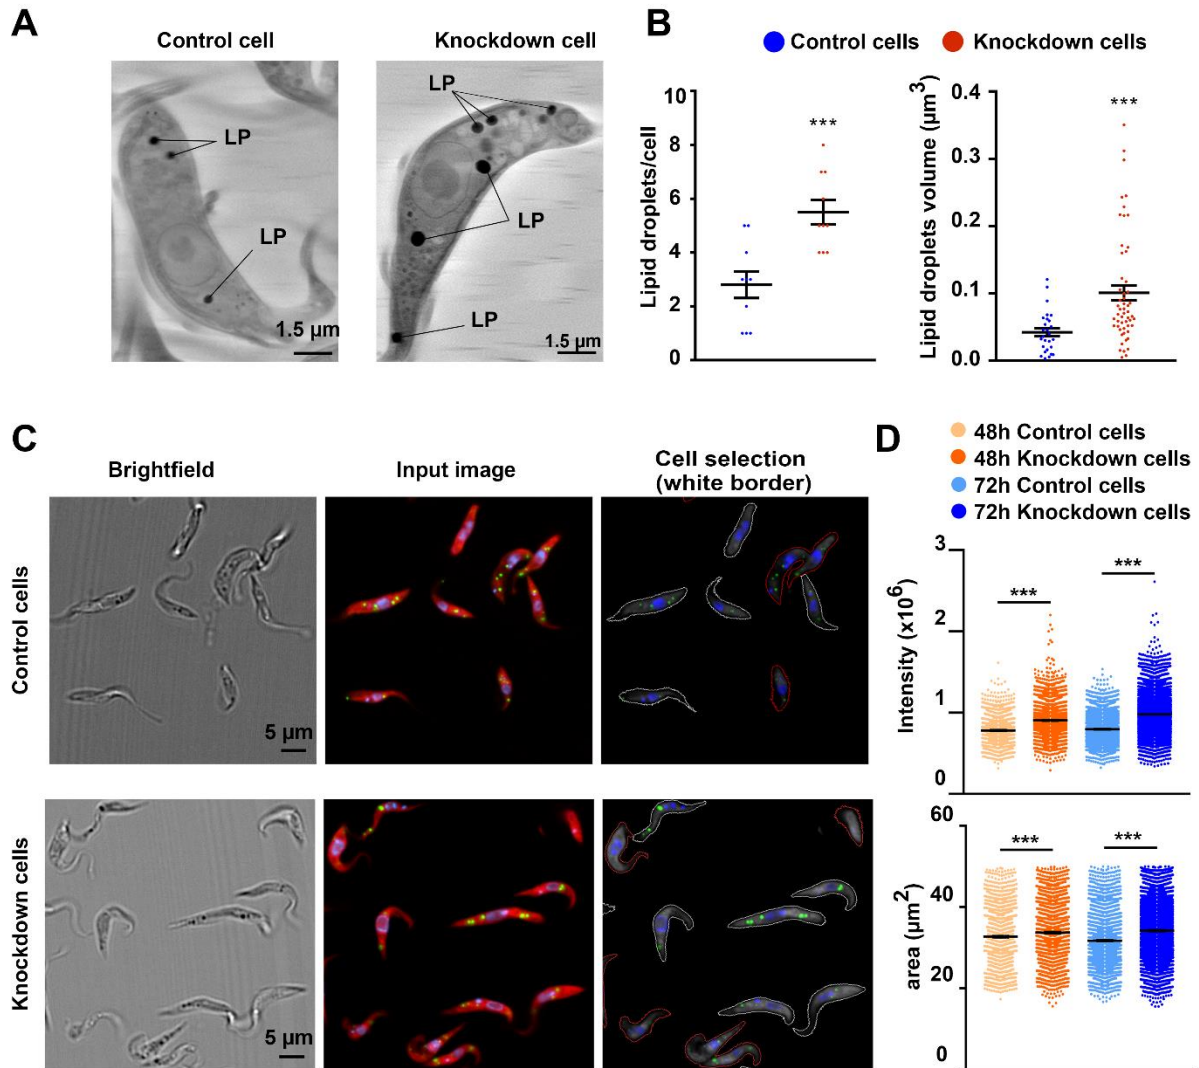 A
Control cell
Knockdown cell
LP
LP
1.5 µm
LP
LP
LP
1.5 µm
B
Control cells
Knockdown cells
Lipid droplets/cell
10
8
6
4
2
0
***
Lipid droplets volume (µm³)
0.4
0.3
0.2
0.1
0.0
***
C
Brightfield
Input image
Cell selection
(white border)
Control cells
5 µm
Knockdown cells
5 µm
D
48h Control cells
48h Knockdown cells
72h Control cells
72h Knockdown cells
Intensity (x10⁶)
3
2
1
0
***
***
area (µm²)
60
40
20
0
***
***